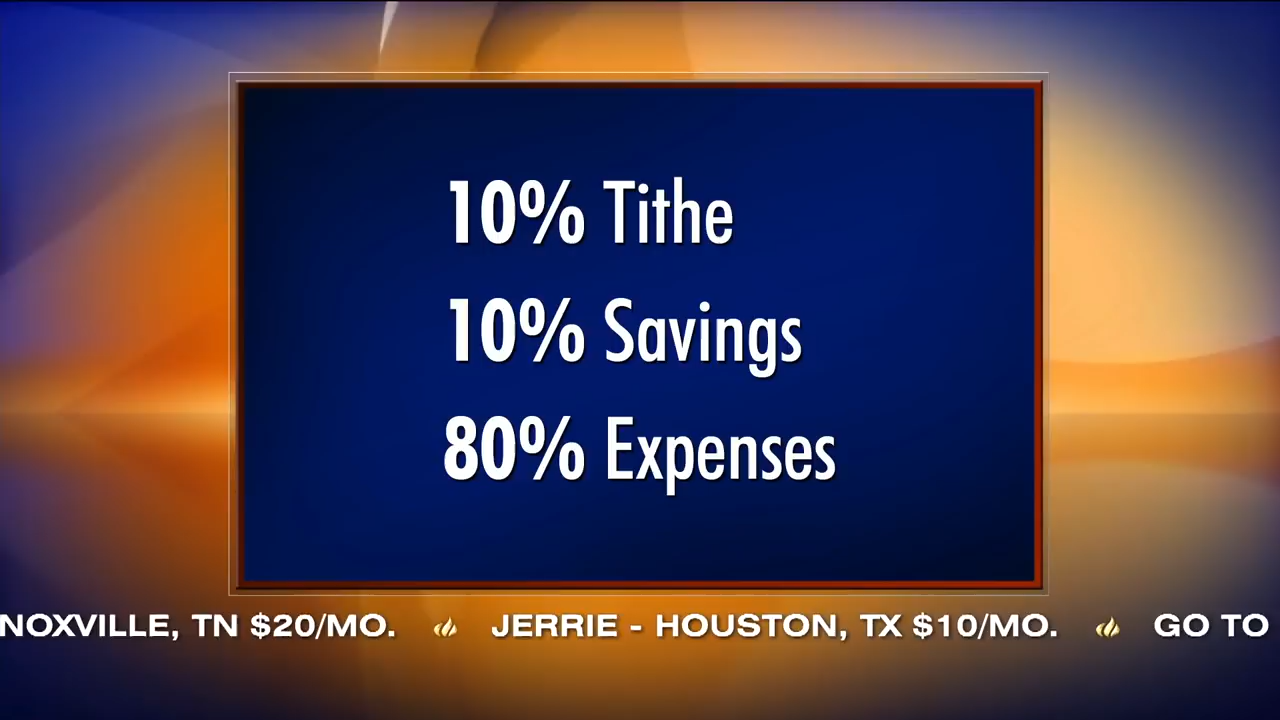 10% Tithe
10% Savings
80% Expenses
NOXVILLE, TN $20/MO. JERRIE - HOUSTON, TX $10/MO. GO TO